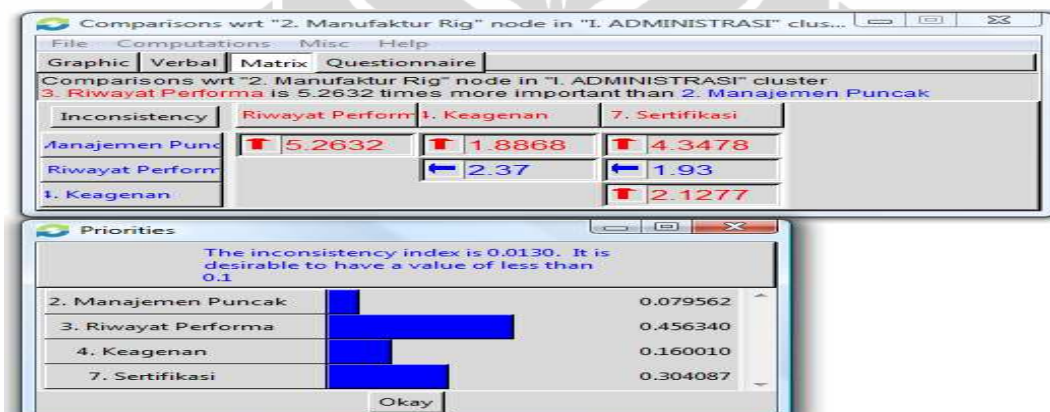 Comparisons wrt "2. Manufaktur Rig" node in "I. ADMINISTRASI" clus...
File Computations Misc Help
Graphic Verbal Matrix Questionnaire
Comparisons wrt "2. Manufaktur Rig" node in "I. ADMINISTRASI" cluster
3. Riwayat Performa is 5.2632 times more important than 2. Manajemen Puncak
Inconsistency Riwayat Perform 4. Keagenan 7. Sertifikasi
Manajemen Punc 5.2632 1.8868 4.3478
Riwayat Perform 2.37 1.93
4. Keagenan 2.1277
Priorities
The inconsistency index is 0.0130. It is
desirable to have a value of less than
0.1
2. Manajemen Puncak 0.079562
3. Riwayat Performa 0.456340
4. Keagenan 0.160010
7. Sertifikasi 0.304087
Okay